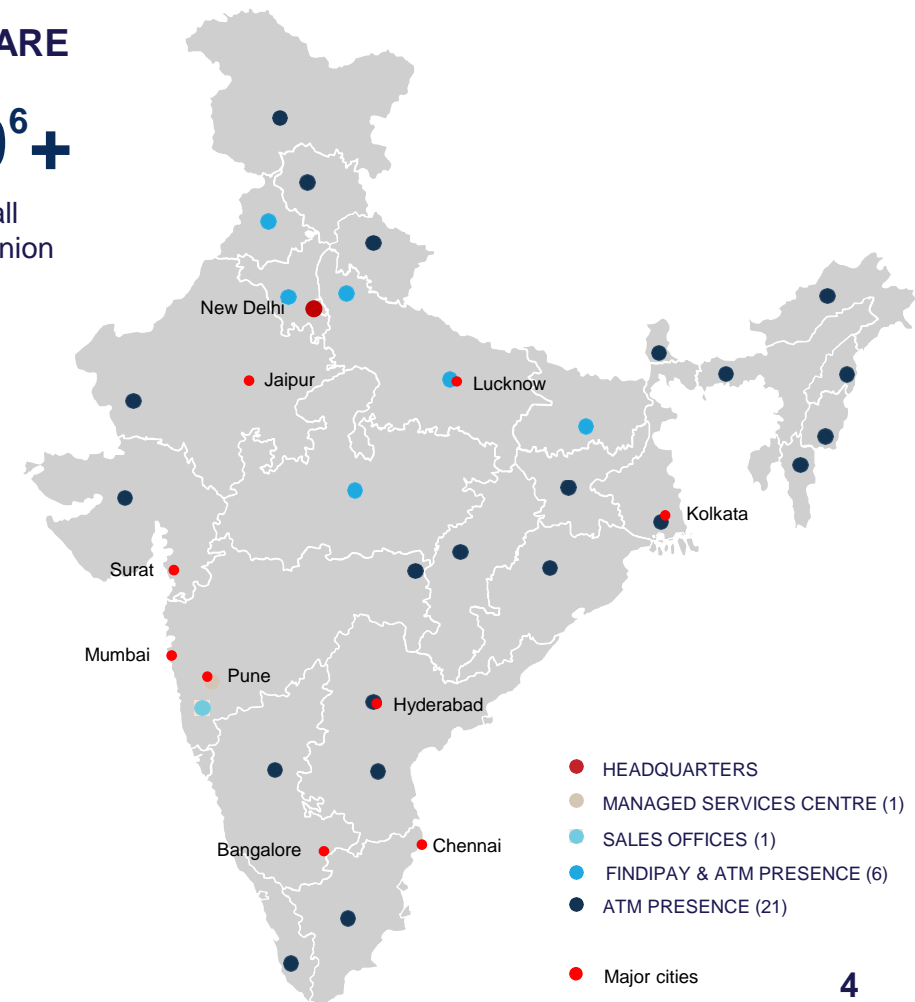 ARE
6+
all
nion
New Delhi
Jaipur
Lucknow
Kolkata
Surat
Mumbai
Pune
Hyderabad
Bangalore
Chennai
HEADQUARTERS
MANAGED SERVICES CENTRE (1)
SALES OFFICES (1)
FINDIPAY & ATM PRESENCE (6)
ATM PRESENCE (21)
Major cities
4